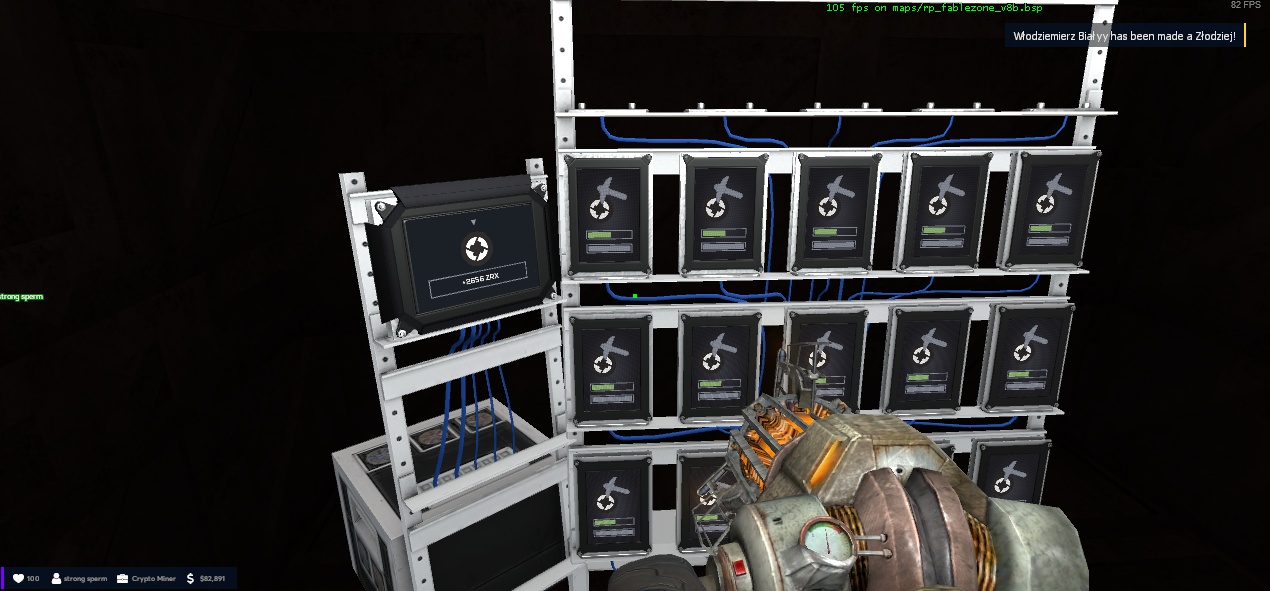 105 fps on maps/rp_fablezone_v8b.bsp
82 FPS
Włodziemierz Białyy has been made a Złodziej!
+2656 ZRX
strong sperm
100
strong sperm
Crypto Miner
$82,891